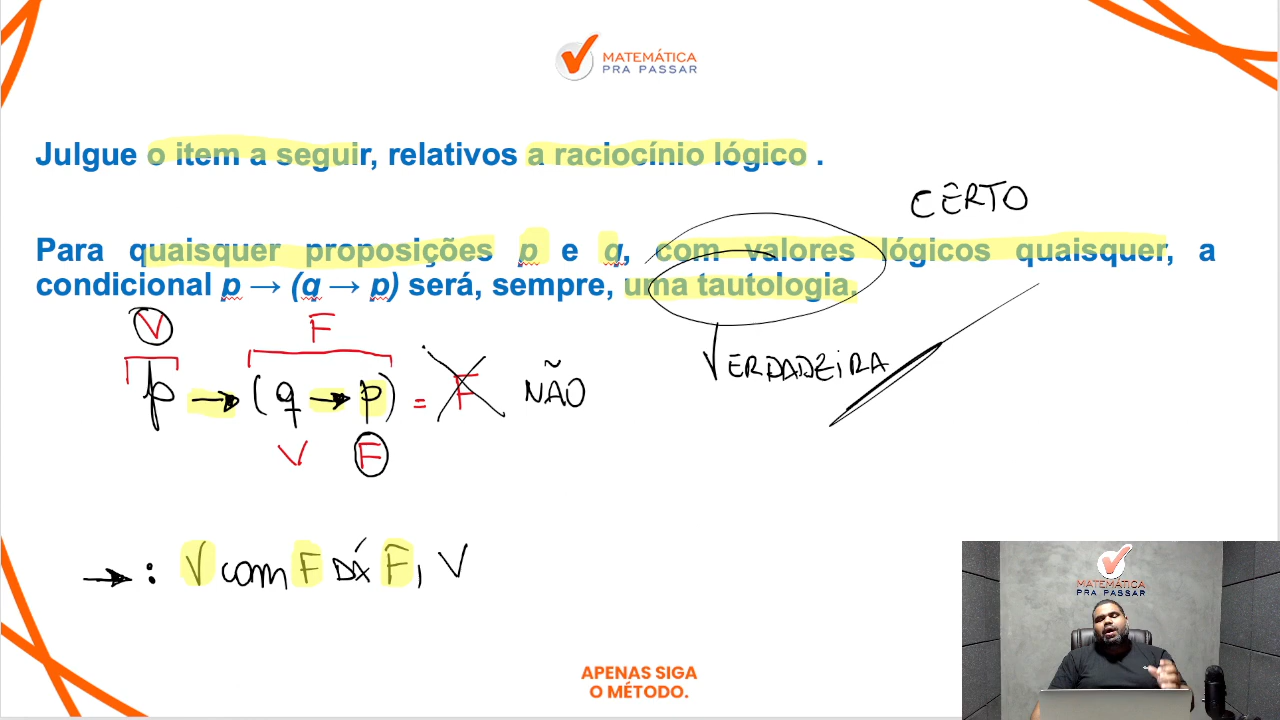 MATEMÁTICA
PRA PASSAR
Julgue o item a seguir, relativos a raciocínio lógico .
CERTO
Para quaisquer proposições p e q, com valores lógicos quaisquer, a
condicional p → (q → p) será, sempre, uma tautologia.
V F
VERDADEIRA
p → (q → p) = F NÃO
V F
→ : V com F DÁ F, V
MATEMÁTICA
PRA PASSAR
APENAS SIGA
O MÉTODO.